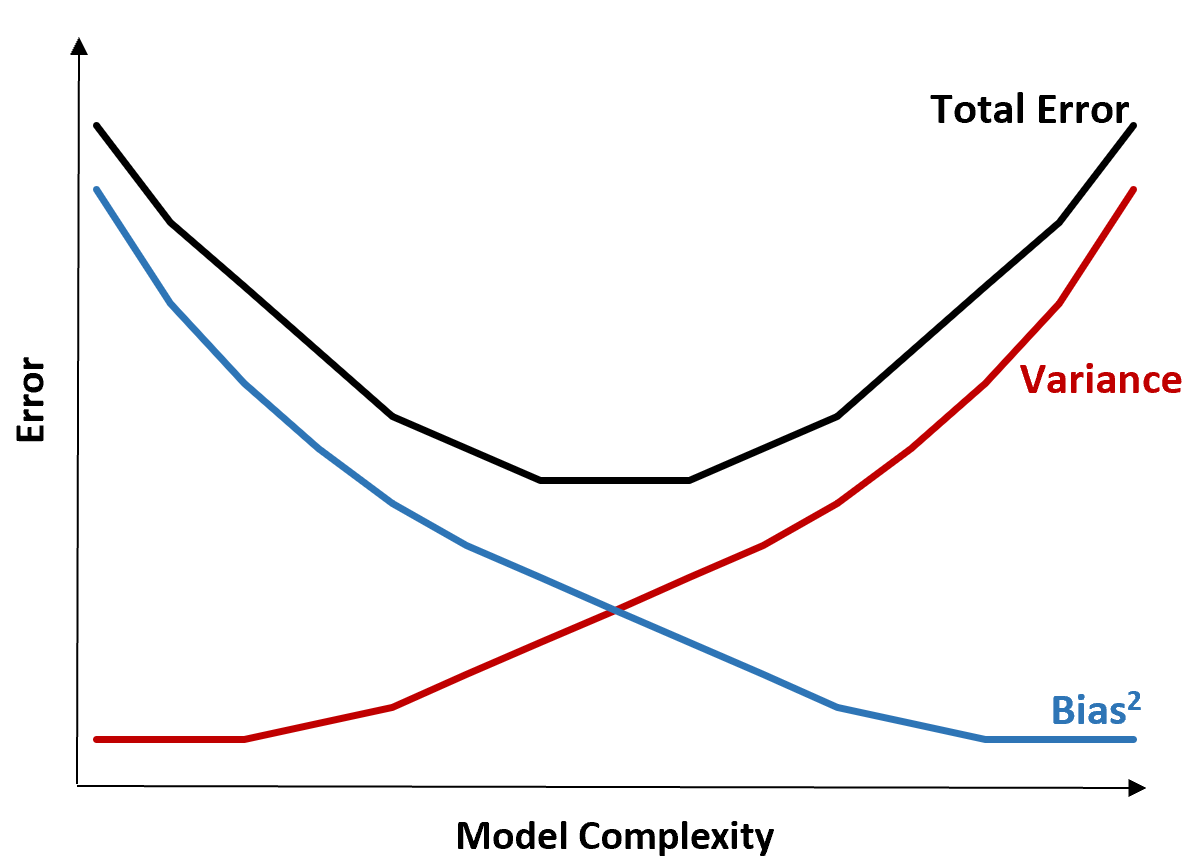 Total Error
Variance
Error
Bias²
Model Complexity